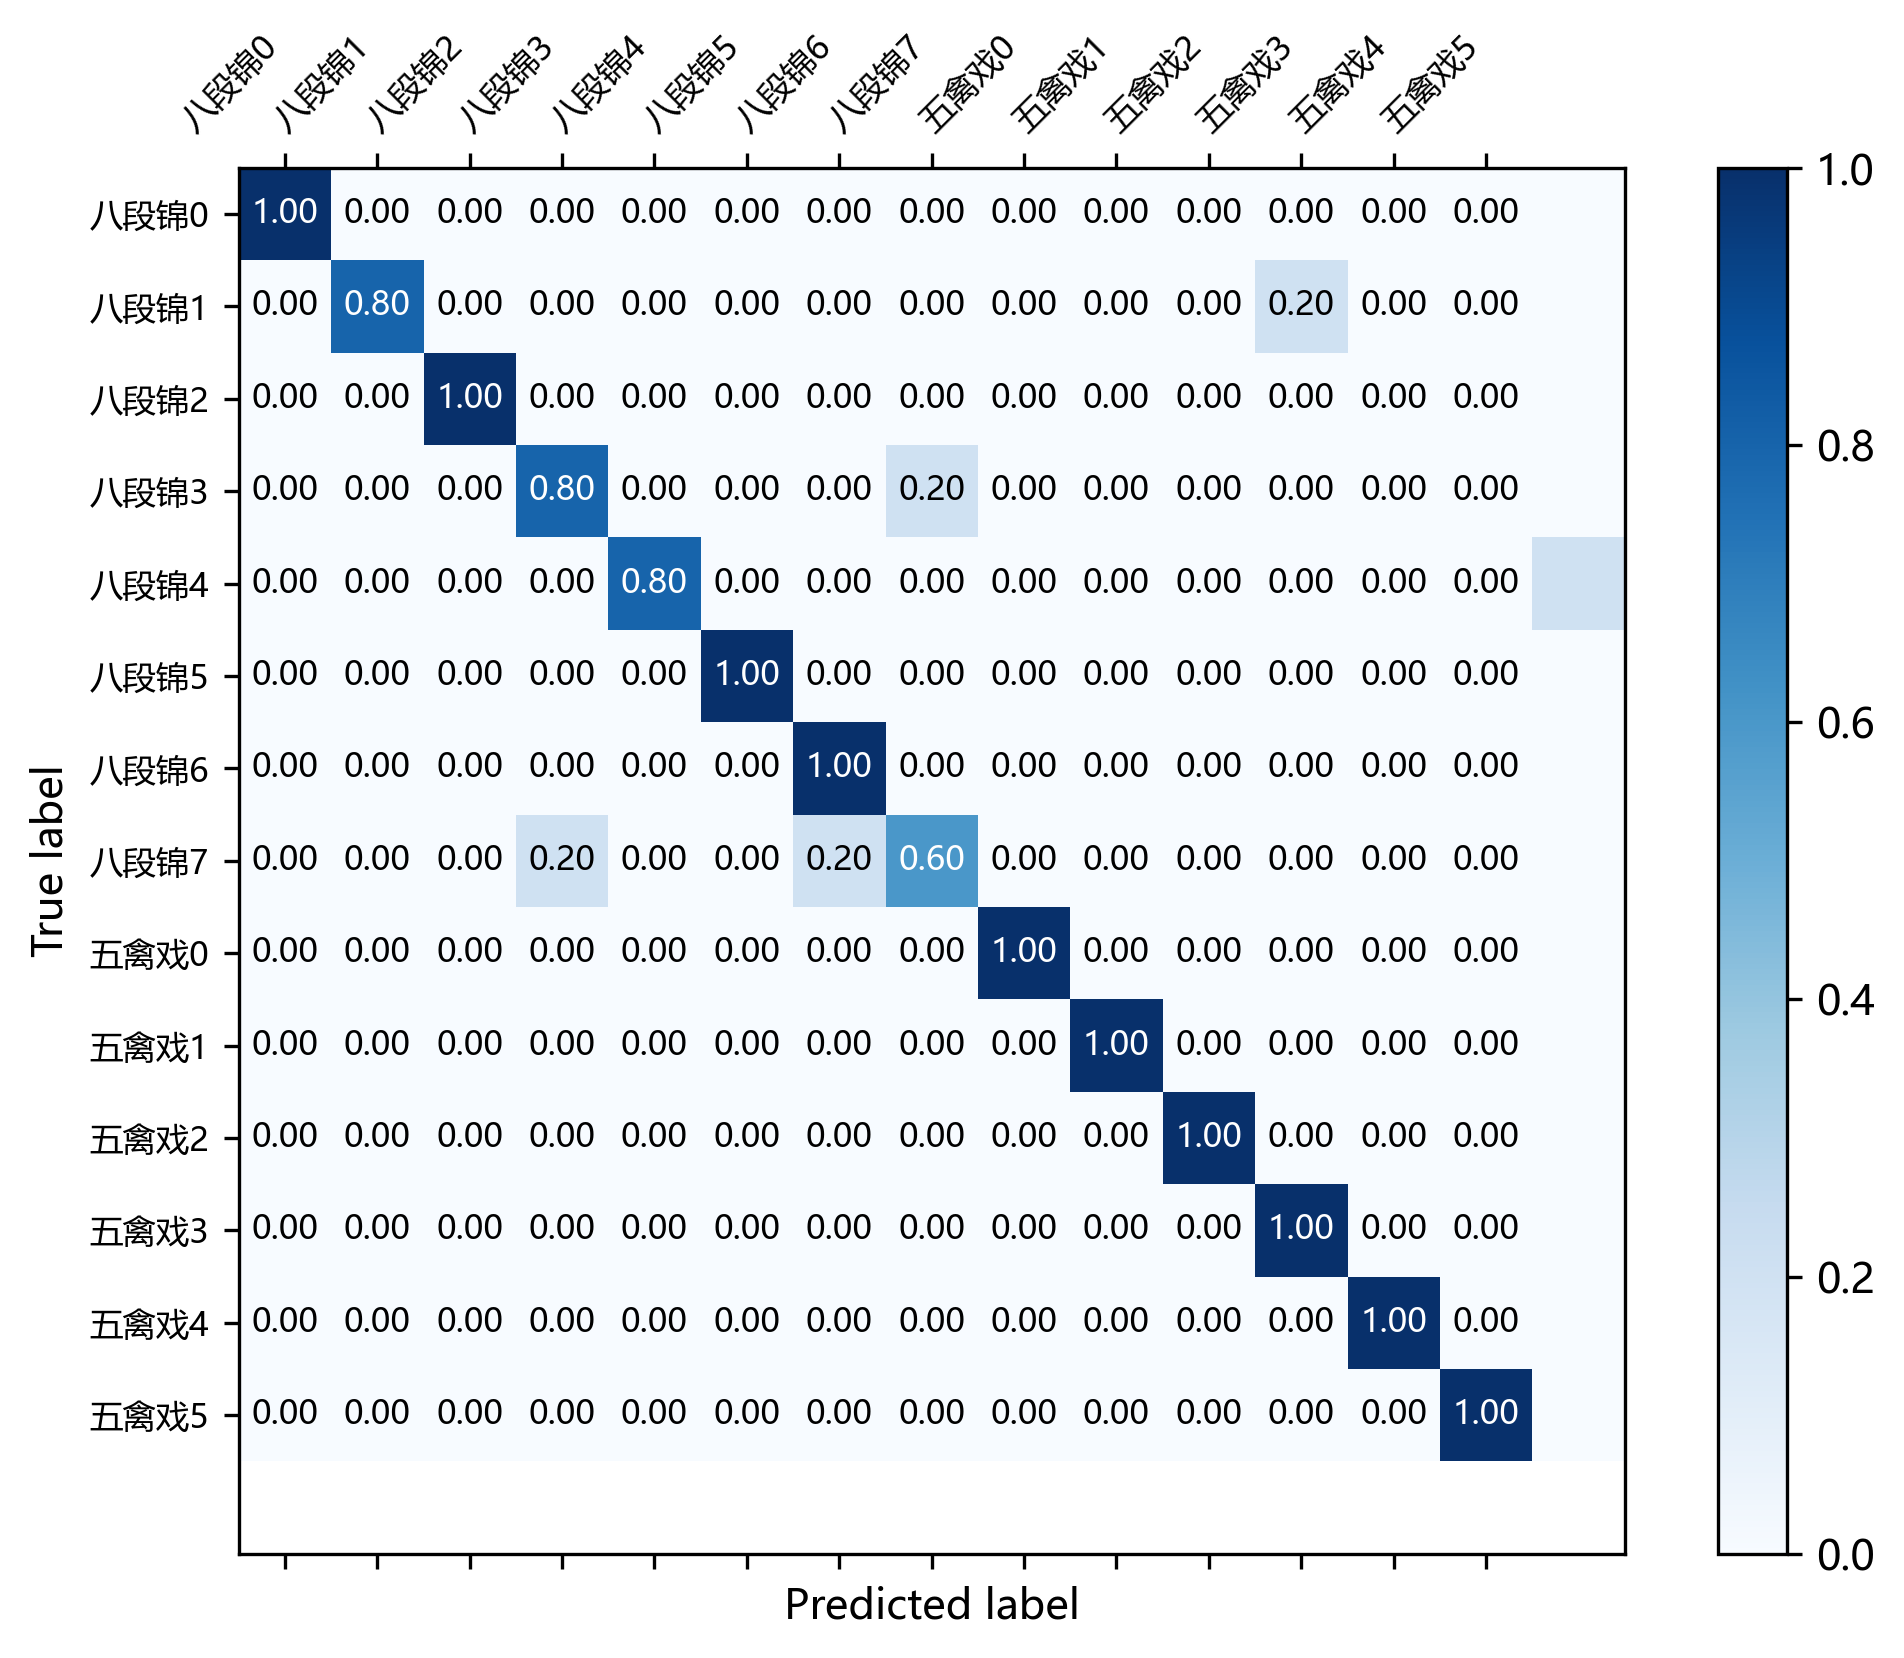 八段锦0 八段锦1 八段锦2 八段锦3 八段锦4 八段锦5 八段锦6 八段锦7 五禽戏0 五禽戏1 五禽戏2 五禽戏3 五禽戏4 五禽戏5
八段锦0 1.00 0.00 0.00 0.00 0.00 0.00 0.00 0.00 0.00 0.00 0.00 0.00 0.00 0.00
八段锦1 0.00 0.80 0.00 0.00 0.00 0.00 0.00 0.00 0.00 0.00 0.00 0.20 0.00 0.00
八段锦2 0.00 0.00 1.00 0.00 0.00 0.00 0.00 0.00 0.00 0.00 0.00 0.00 0.00 0.00
八段锦3 0.00 0.00 0.00 0.80 0.00 0.00 0.00 0.20 0.00 0.00 0.00 0.00 0.00 0.00
八段锦4 0.00 0.00 0.00 0.00 0.80 0.00 0.00 0.00 0.00 0.00 0.00 0.00 0.00 0.00
八段锦5 0.00 0.00 0.00 0.00 0.00 1.00 0.00 0.00 0.00 0.00 0.00 0.00 0.00 0.00
八段锦6 0.00 0.00 0.00 0.00 0.00 0.00 1.00 0.00 0.00 0.00 0.00 0.00 0.00 0.00
八段锦7 0.00 0.00 0.00 0.20 0.00 0.00 0.20 0.60 0.00 0.00 0.00 0.00 0.00 0.00
五禽戏0 0.00 0.00 0.00 0.00 0.00 0.00 0.00 0.00 1.00 0.00 0.00 0.00 0.00 0.00
五禽戏1 0.00 0.00 0.00 0.00 0.00 0.00 0.00 0.00 0.00 1.00 0.00 0.00 0.00 0.00
五禽戏2 0.00 0.00 0.00 0.00 0.00 0.00 0.00 0.00 0.00 0.00 1.00 0.00 0.00 0.00
五禽戏3 0.00 0.00 0.00 0.00 0.00 0.00 0.00 0.00 0.00 0.00 0.00 1.00 0.00 0.00
五禽戏4 0.00 0.00 0.00 0.00 0.00 0.00 0.00 0.00 0.00 0.00 0.00 0.00 1.00 0.00
五禽戏5 0.00 0.00 0.00 0.00 0.00 0.00 0.00 0.00 0.00 0.00 0.00 0.00 0.00 1.00
True label
Predicted label
1.0
0.8
0.6
0.4
0.2
0.0